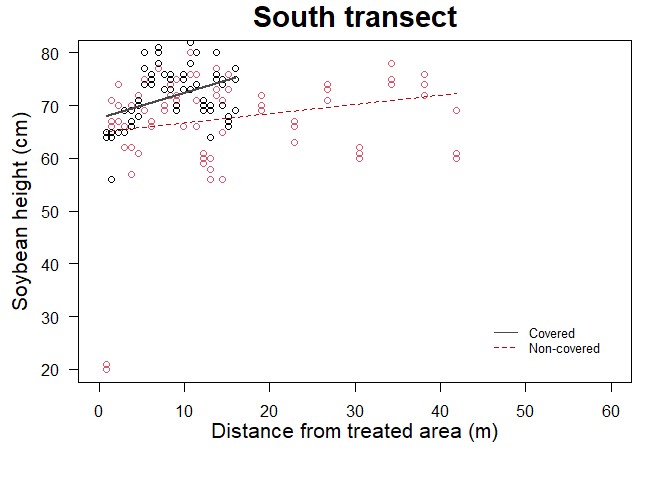 South transect
Soybean height (cm)
80
70
60
50
40
30
20
Covered
Non-covered
0 10 20 30 40 50 60
Distance from treated area (m)